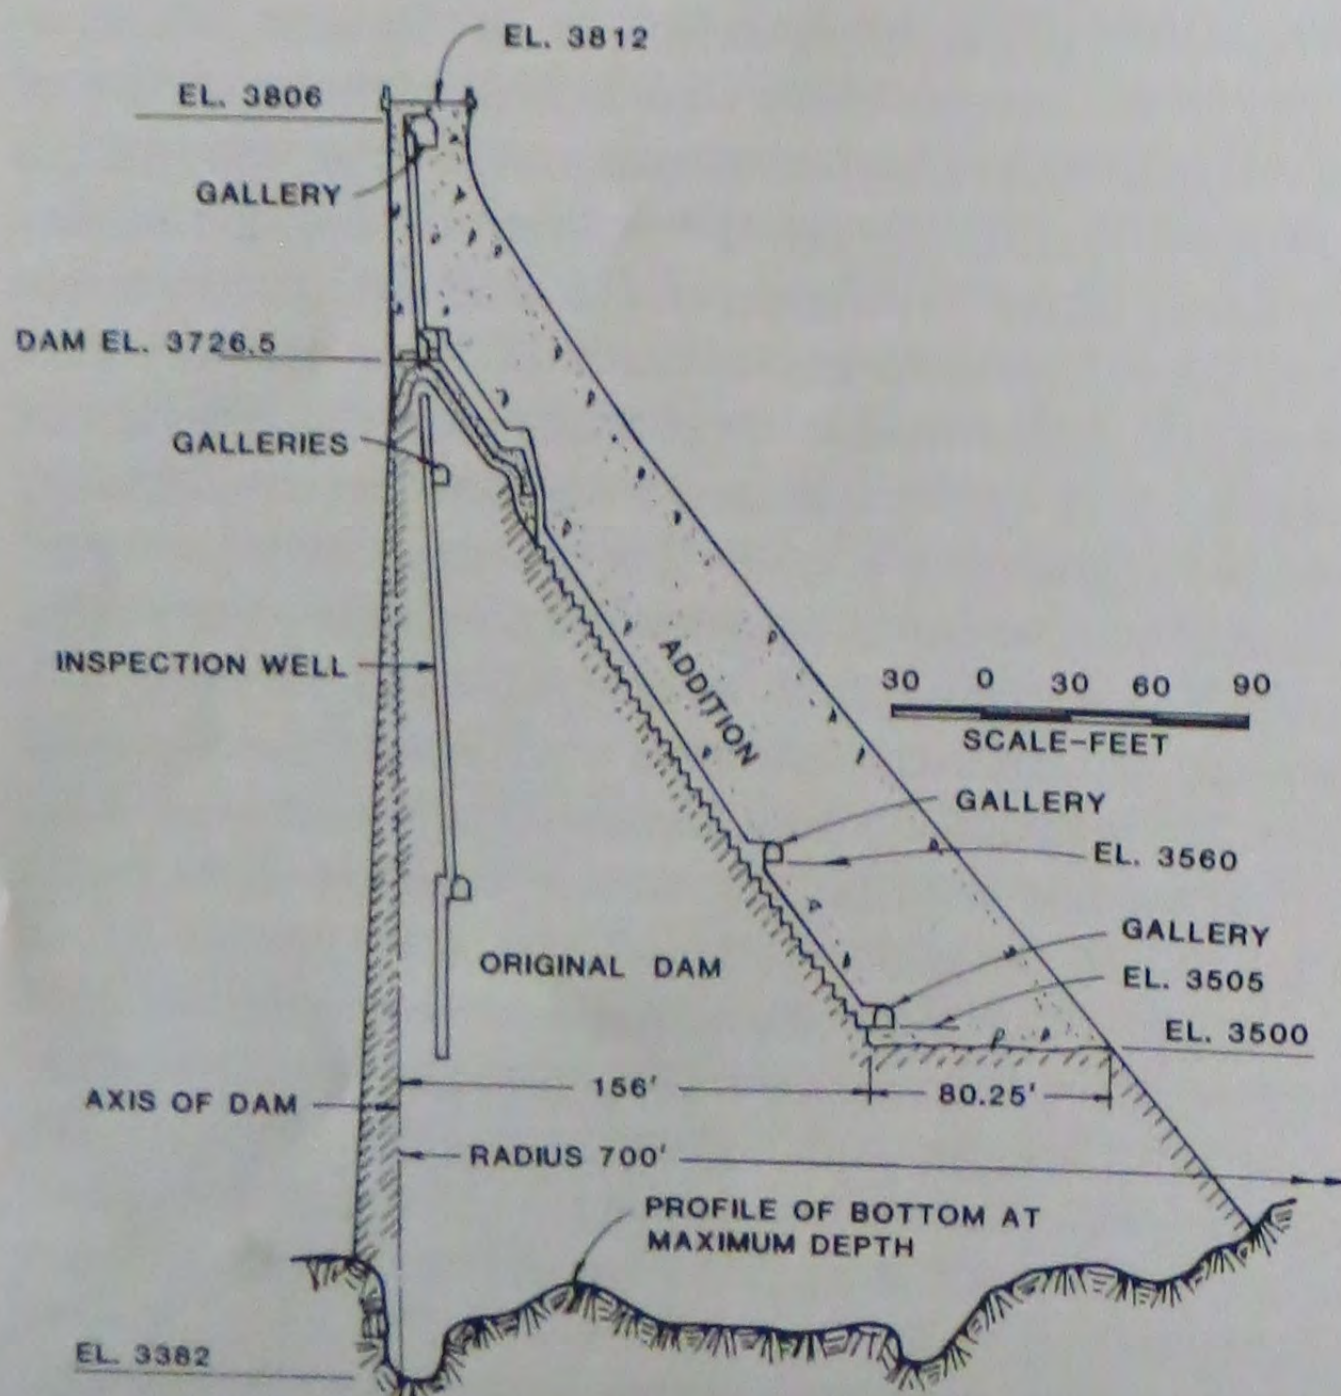 EL. 3812
EL. 3806
GALLERY
DAM EL. 3726.5
GALLERIES
INSPECTION WELL
ADDITION
30 0 30 60 90
SCALE-FEET
GALLERY
EL. 3560
GALLERY
ORIGINAL DAM
EL. 3505
EL. 3500
156'
80.25'
AXIS OF DAM
RADIUS 700'
PROFILE OF BOTTOM AT
MAXIMUM DEPTH
EL. 3382